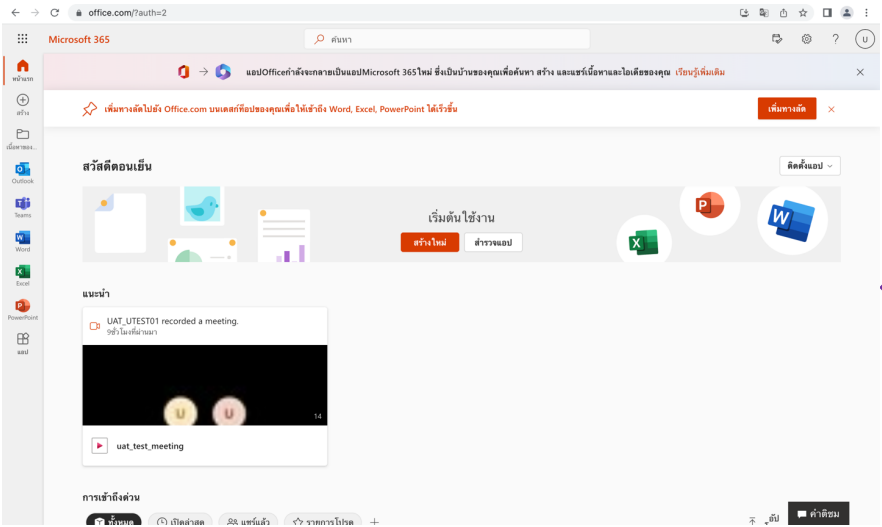 office.com/?auth=2
Microsoft 365
ค้นหา
U
แอปOfficeกำลังจะกลายเป็นแอปMicrosoft 365ใหม่ ซึ่งเป็นบ้านของคุณเพื่อค้นหา สร้าง และแชร์เนื้อหาและไอเดียของคุณ เรียนรู้เพิ่มเติม
เพิ่มทางลัดไปยัง Office.com บนเดสก์ท็อปของคุณเพื่อให้เข้าถึง Word, Excel, PowerPoint ได้เร็วขึ้น
เพิ่มทางลัด
หน้าแรก
สร้าง
เนื้อหาของ...
Outlook
Teams
Word
Excel
PowerPoint
แอป
สวัสดีตอนเย็น
ติดตั้งแอป
เริ่มต้นใช้งาน
สร้างใหม่
สำรวจแอป
แนะนำ
UAT_UTEST01 recorded a meeting.
9ชั่วโมงที่ผ่านมา
U U
14
uat_test_meeting
การเข้าถึงด่วน
ทั้งหมด
เปิดล่าสุด
แชร์แล้ว
รายการโปรด
อัป
คำติชม